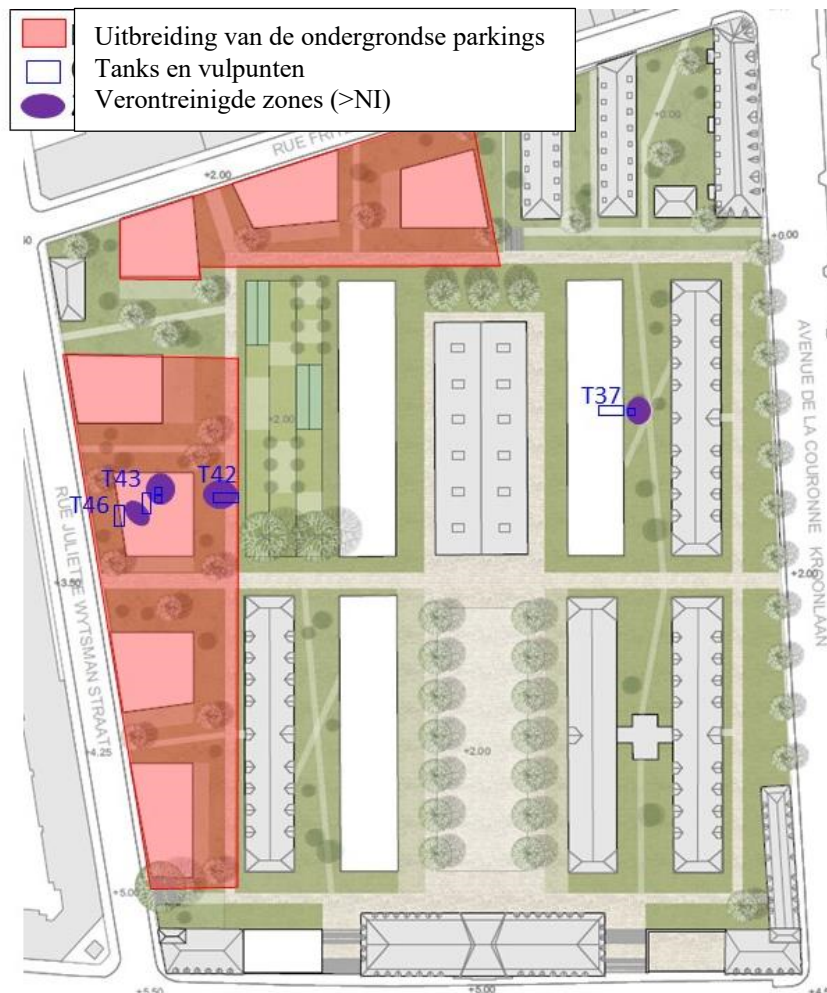 Uitbreiding van de ondergrondse parkings
Tanks en vulpunten
Verontreinigde zones (>NI)
RUE
+2.00
+0.00
+0.00
AVENUE DE LA COURONNE KROONLAAN
+2.00
T37
T43
T42
T46
RUE JULIETTE WYTSMAN STRAAT
+3.50
+2.00
+4.25
+2.00
+5.00
+5.50
+5.00